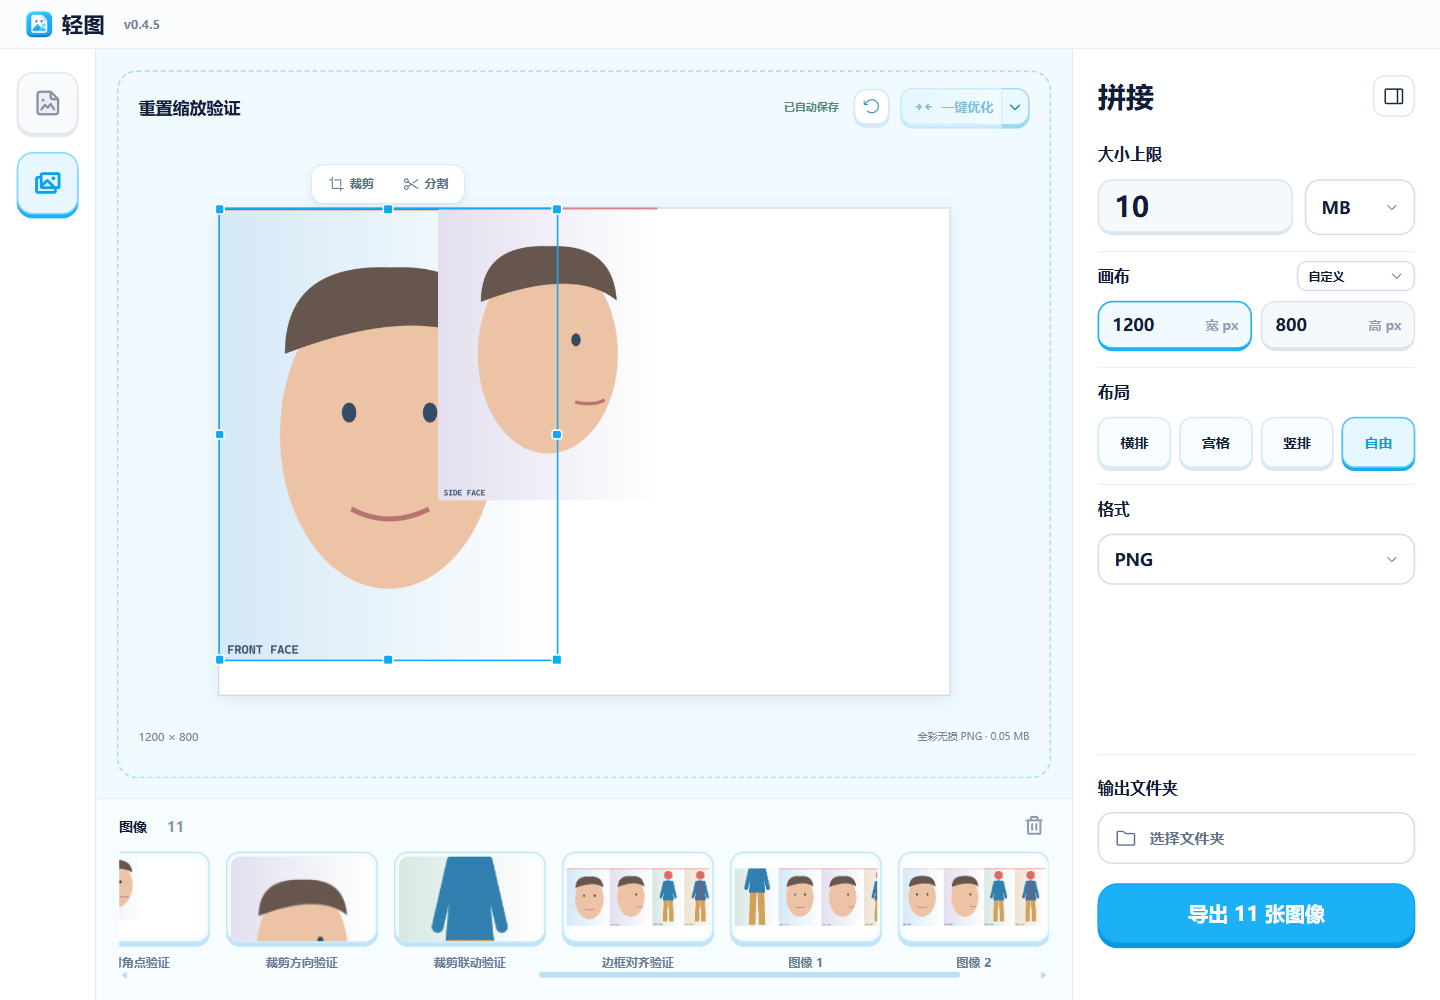 轻图 v0.4.5
重置缩放验证
已自动保存
一键优化
裁剪 分割
FRONT FACE
SIDE FACE
1200 × 800
全彩无损 PNG · 0.05 MB
图像 11
角点验证
裁剪方向验证
裁剪联动验证
边框对齐验证
图像 1
图像 2
拼接
大小上限
10 MB
画布 自定义
1200 宽 px 800 高 px
布局
横排 宫格 竖排 自由
格式
PNG
输出文件夹
选择文件夹
导出 11 张图像